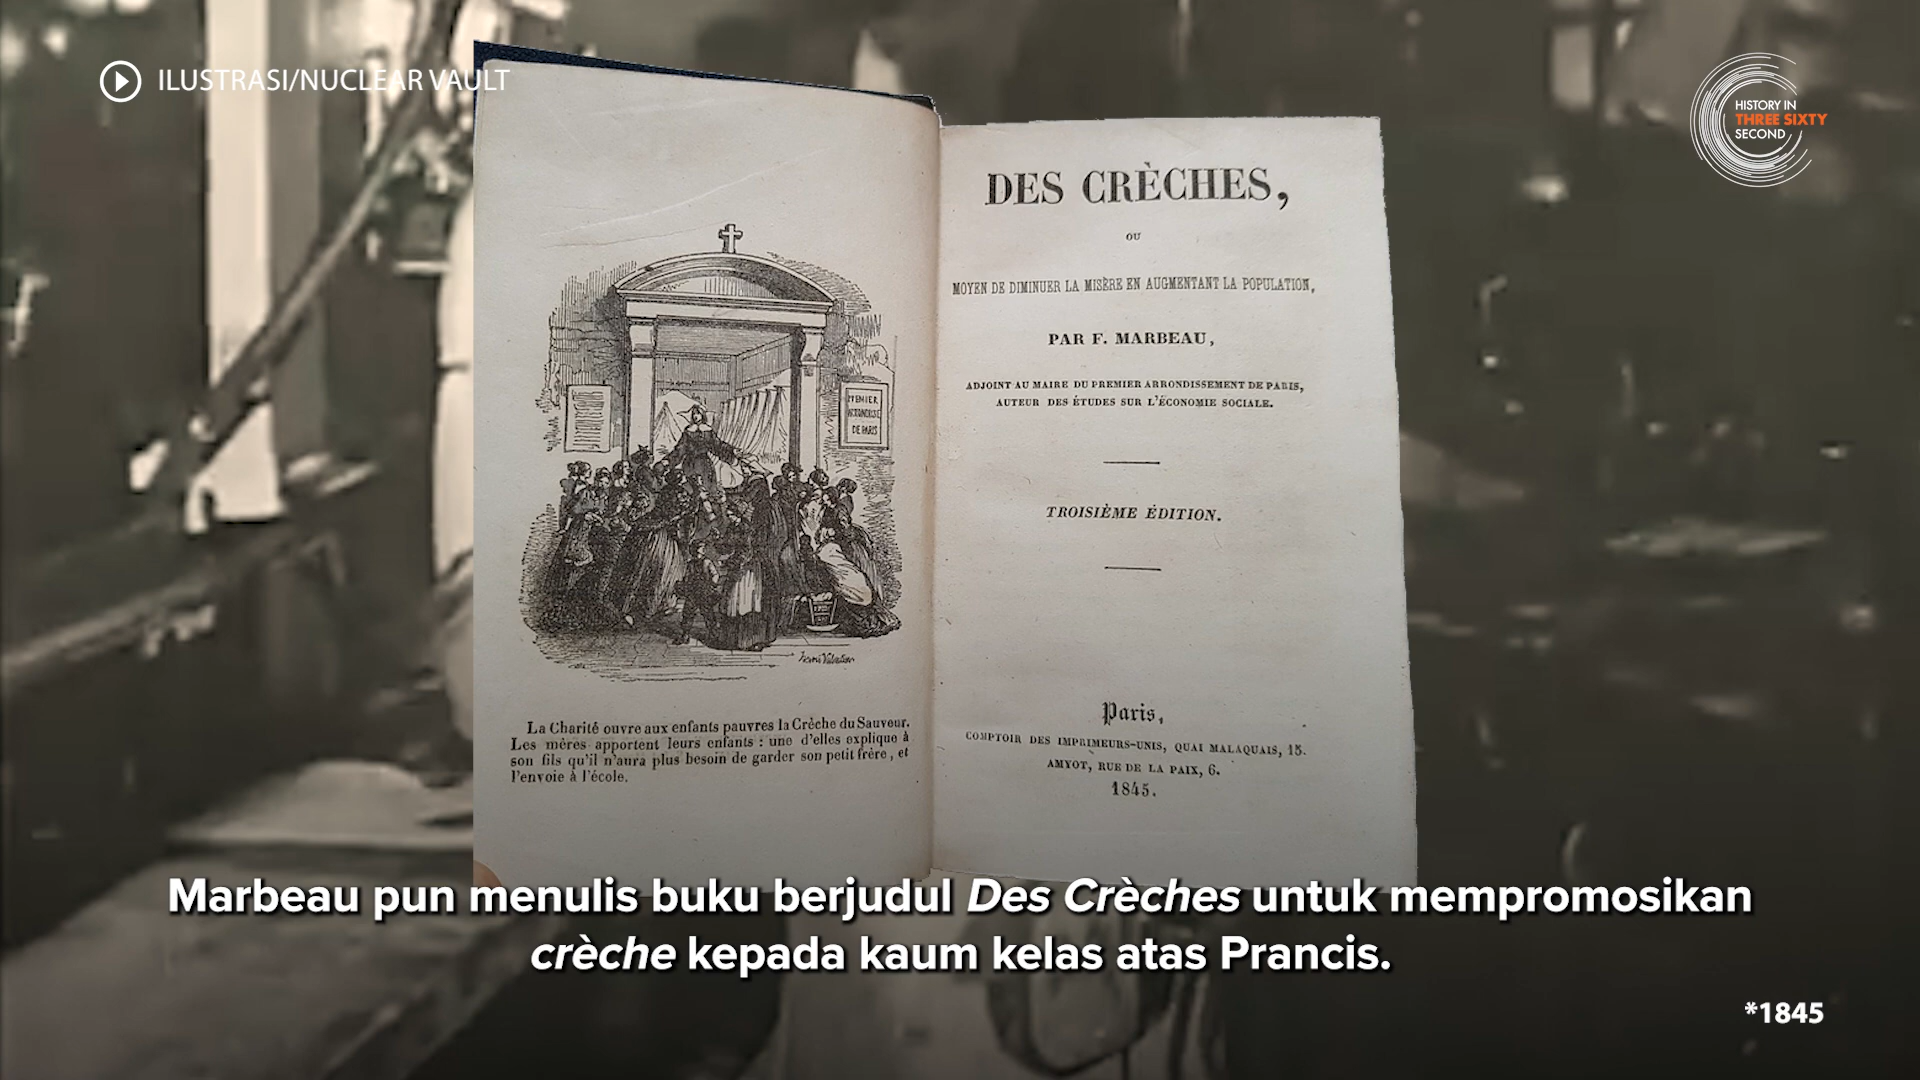 ILUSTRASI/NUCLEAR VAULT
HISTORY IN
THREE SIXTY
SECOND
PREMIER
DE PARIS
La Charité ouvre aux enfants pauvres la Crèche du Sauveur.
Les mères apportent leurs enfants : une d'elles explique à
son fils qu'il n'aura plus besoin de garder son petit frère, et
l'envoie à l'école.
DES CRÈCHES,
OU
MOYEN DE DIMINUER LA MISÈRE EN AUGMENTANT LA POPULATION,
PAR F. MARBEAU,
ADJOINT AU MAIRE DU PREMIER ARRONDISSEMENT DE PARIS,
AUTEUR DES ÉTUDES SUR L'ÉCONOMIE SOCIALE.
TROISIÈME ÉDITION.
Paris,
COMPTOIR DES IMPRIMEURS-UNIS, QUAI MALAQUAIS, 15.
AMYOT, RUE DE LA PAIX, 6.
1845.
Marbeau pun menulis buku berjudul Des Crèches untuk mempromosikan
crèche kepada kaum kelas atas Prancis.
*1845